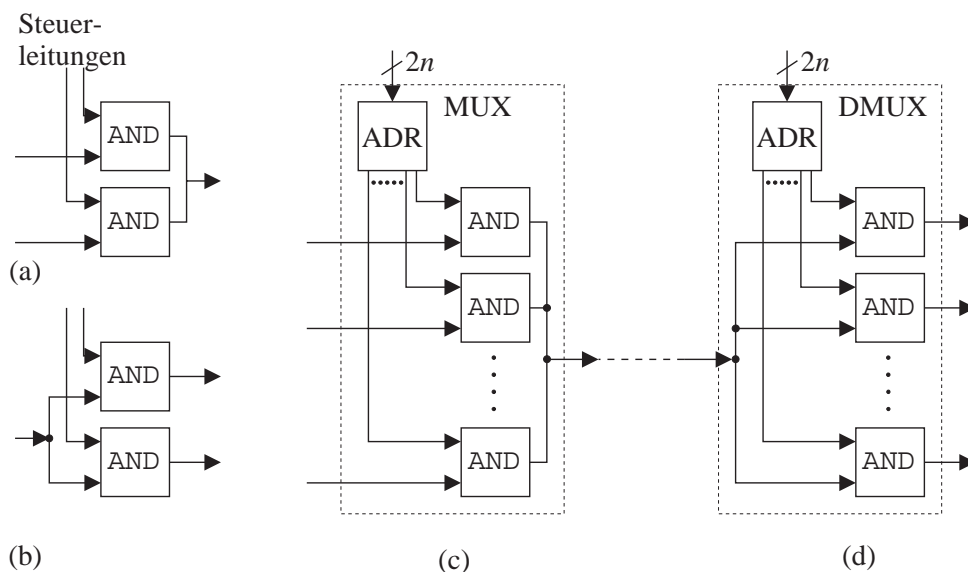 Steuer-
leitungen
AND
AND
(a)
AND
AND
(b)
2n
MUX
ADR
AND
AND
AND
(c)
2n
DMUX
ADR
AND
AND
AND
(d)